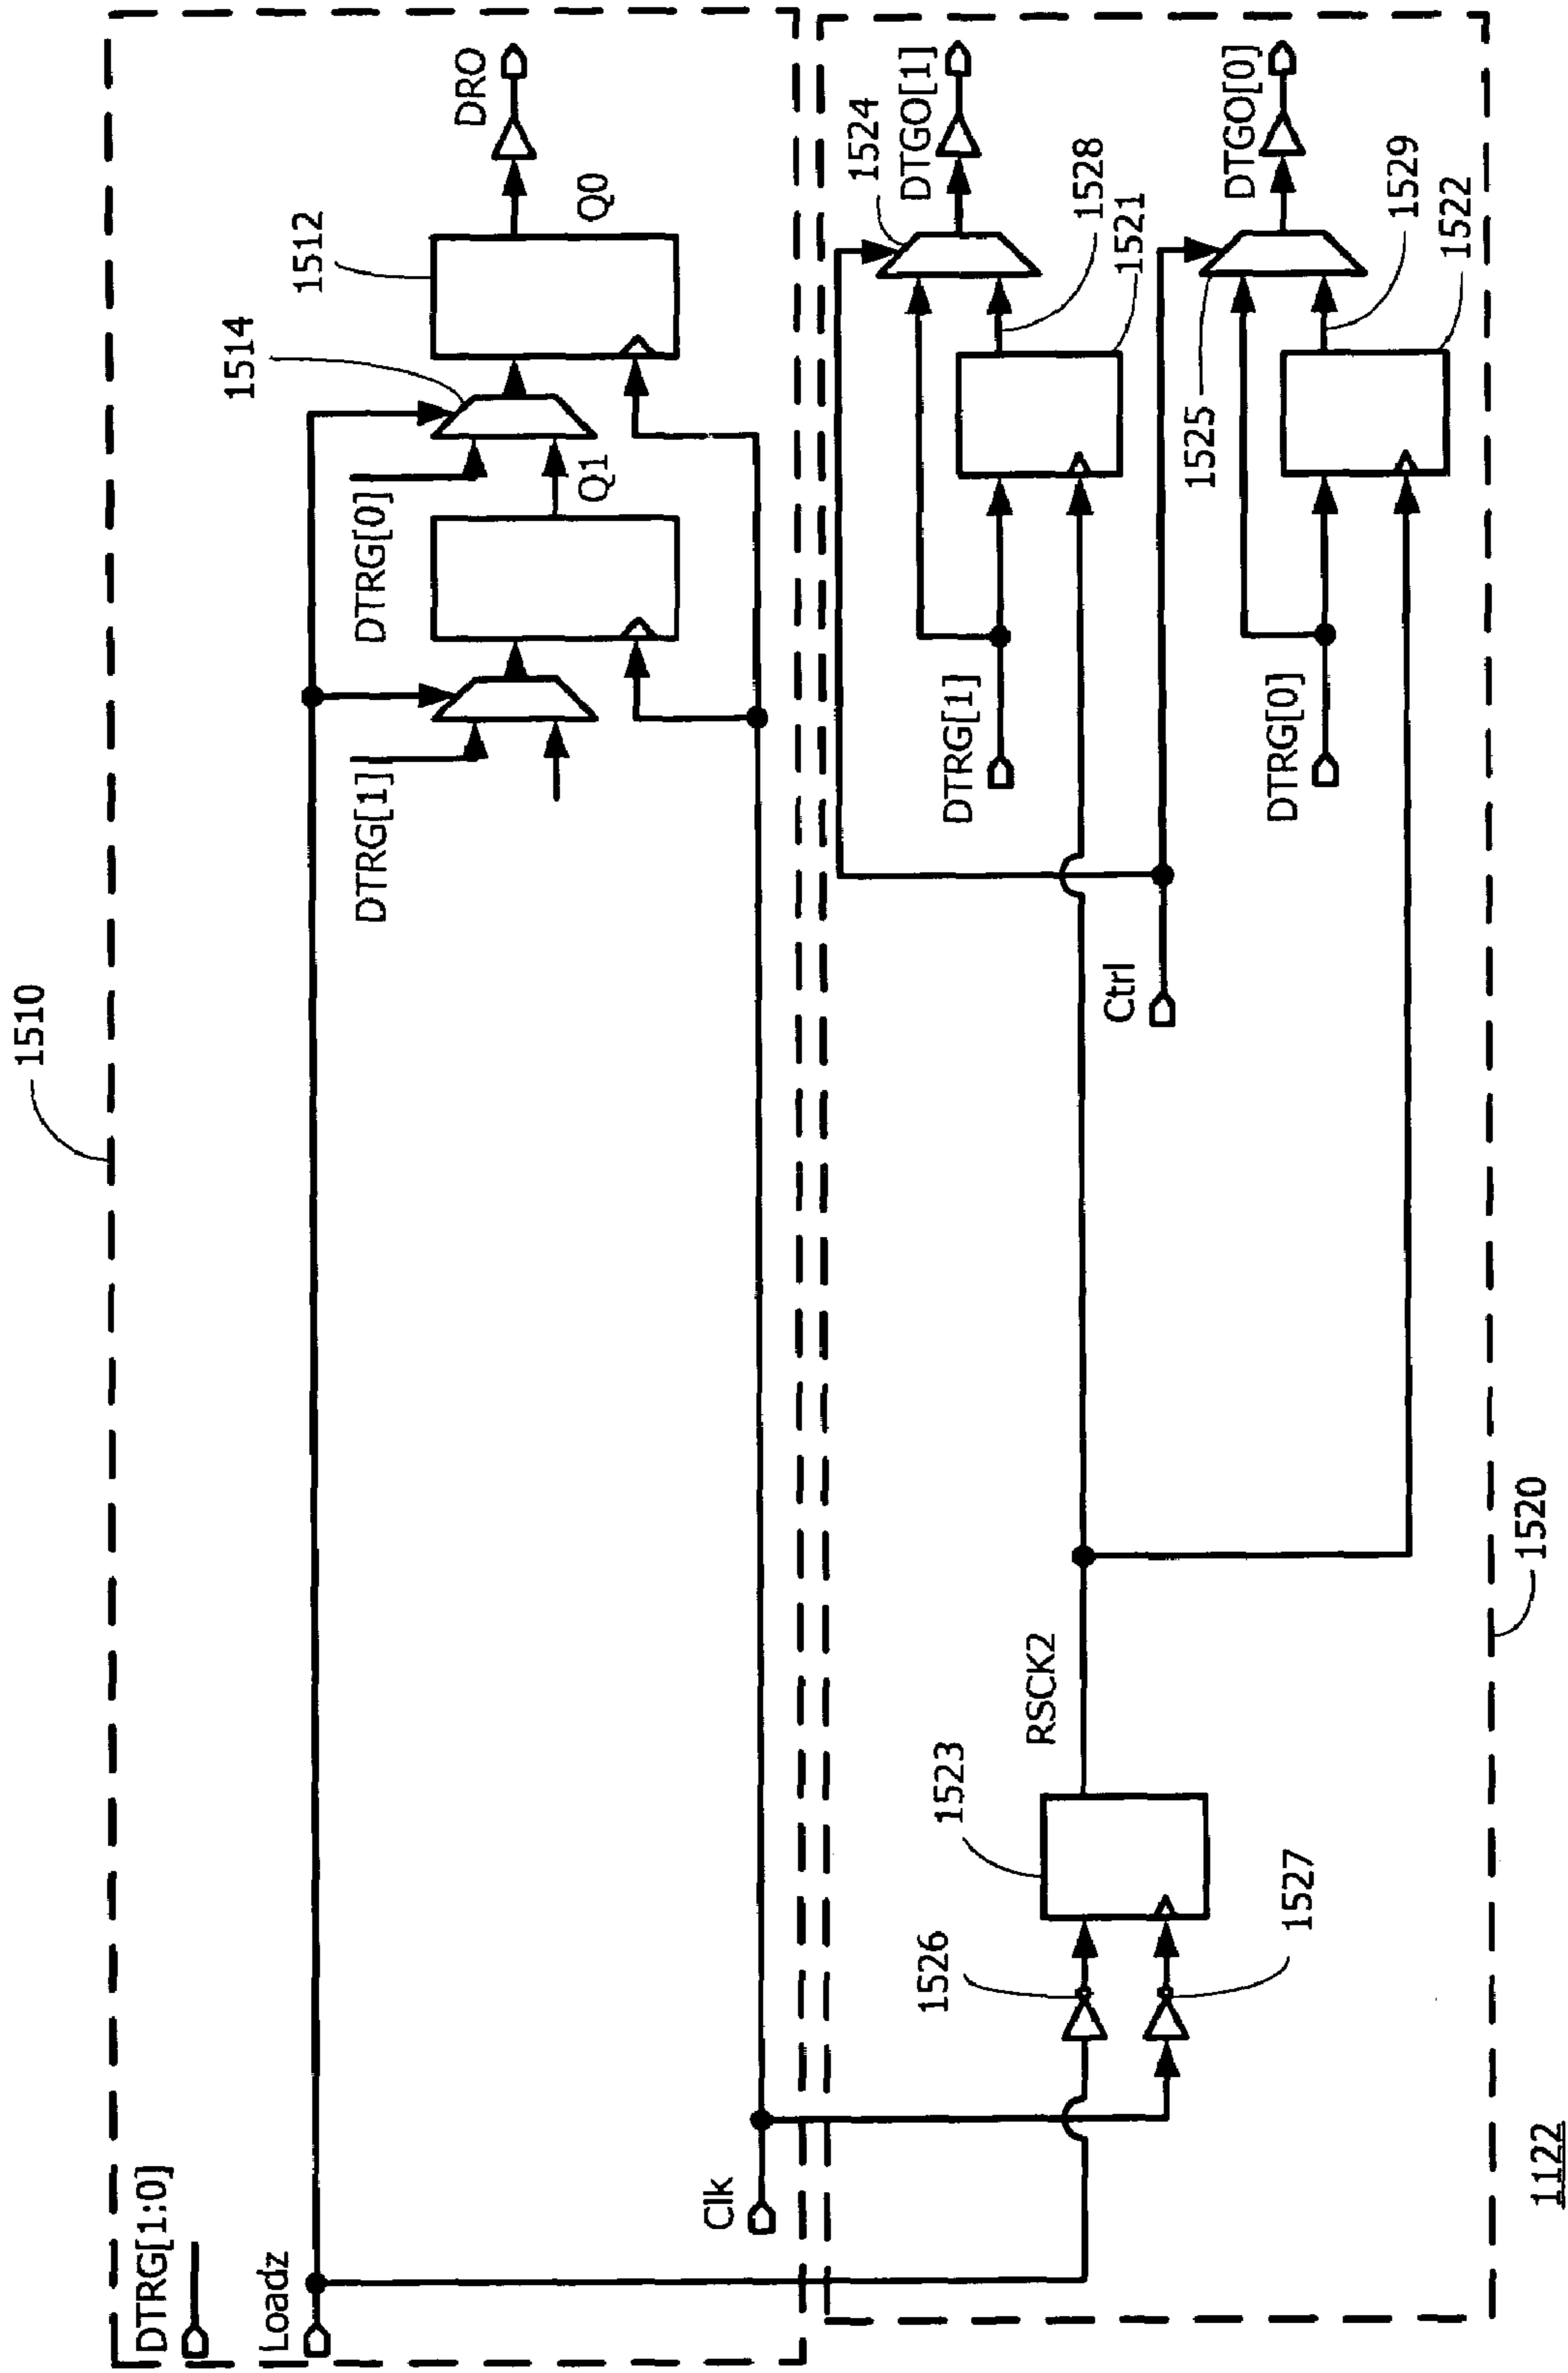 1510
DTRG[1:0]
Loadz
Clk
DTRG[1]
DTRG[0]
Q1
1514
1512
Q0
DRO
1526
1527
1523
RSCK2
Ctrl
DTRG[1]
DTRG[0]
1524
DTGO[1]
1528
1521
1525
DTGO[0]
1529
1522
1520
1122